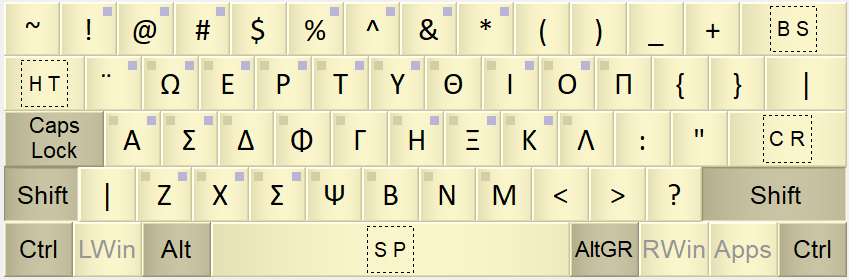 ~ ! @ # $ % ^ & * ( ) _ + BS
HT ¨ Ω Ε Ρ Τ Υ Θ Ι Ο Π { } |
Caps Lock Α Σ Δ Φ Γ Η Ξ Κ Λ : " CR
Shift | Ζ Χ Σ Ψ Β Ν Μ < > ? Shift
Ctrl LWin Alt SP AltGR RWin Apps Ctrl